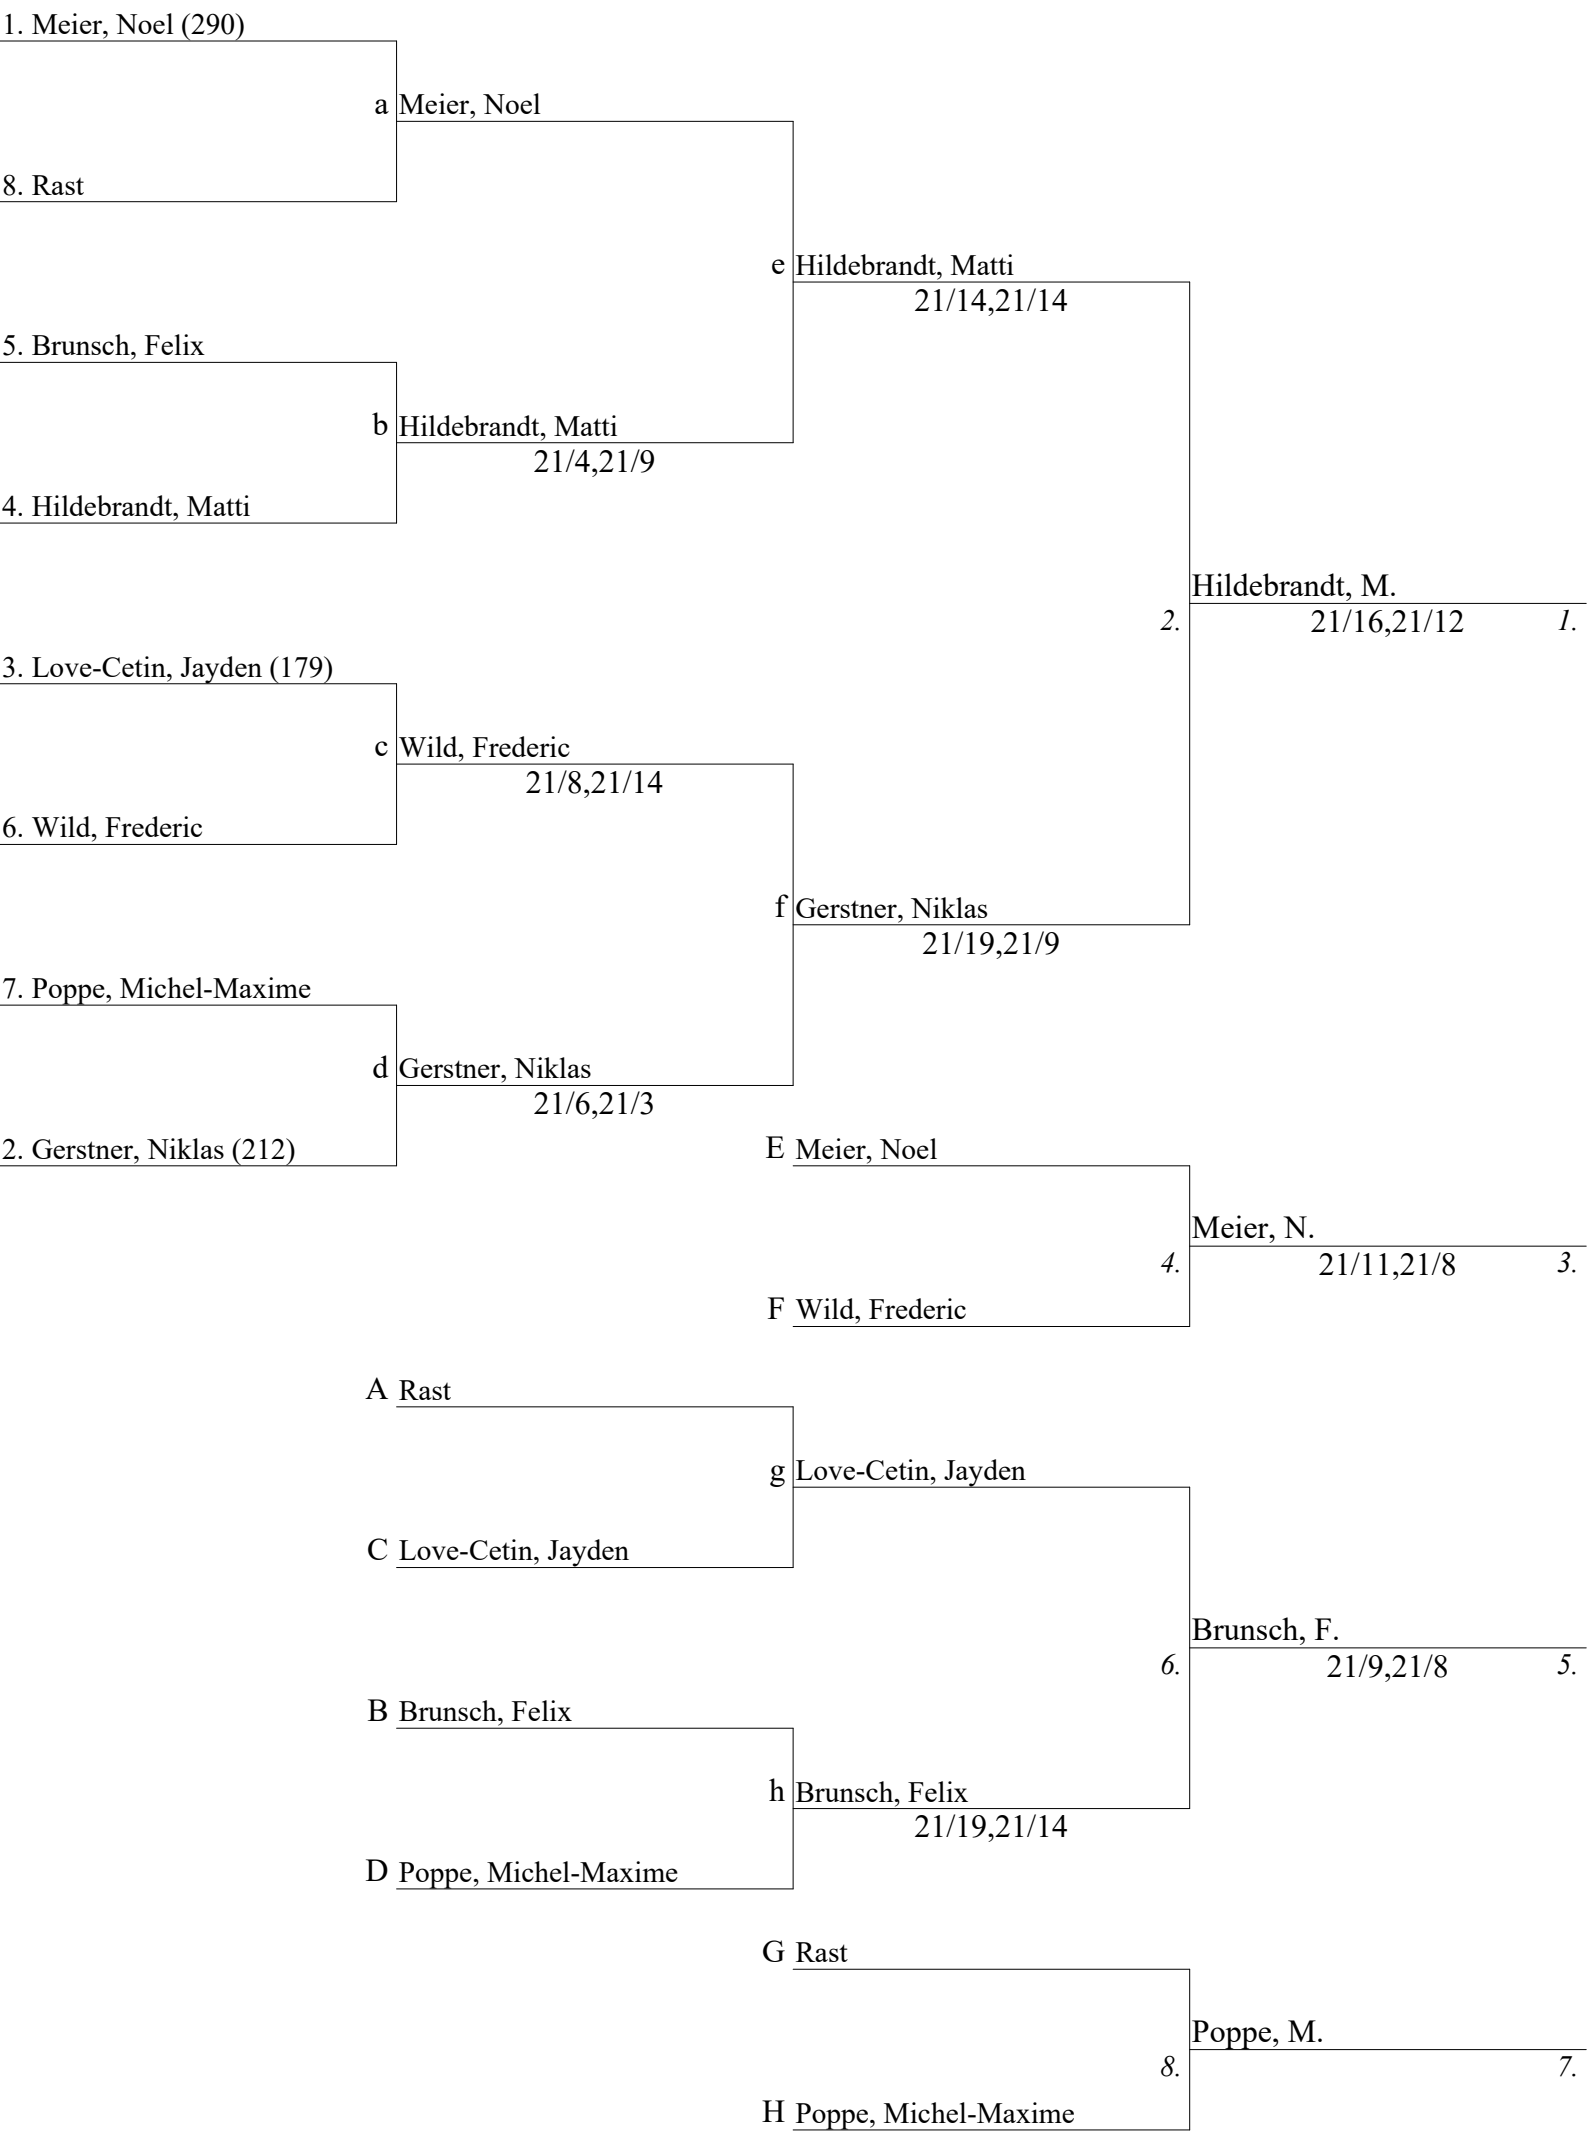 1. Meier, Noel (290)
a Meier, Noel
8. Rast
e Hildebrandt, Matti
21/14,21/14
5. Brunsch, Felix
b Hildebrandt, Matti
21/4,21/9
4. Hildebrandt, Matti
Hildebrandt, M.
2. 21/16,21/12 1.
3. Love-Cetin, Jayden (179)
c Wild, Frederic
21/8,21/14
6. Wild, Frederic
f Gerstner, Niklas
21/19,21/9
7. Poppe, Michel-Maxime
d Gerstner, Niklas
21/6,21/3
2. Gerstner, Niklas (212)
E Meier, Noel
Meier, N.
4. 21/11,21/8 3.
F Wild, Frederic
A Rast
g Love-Cetin, Jayden
C Love-Cetin, Jayden
Brunsch, F.
6. 21/9,21/8 5.
B Brunsch, Felix
h Brunsch, Felix
21/19,21/14
D Poppe, Michel-Maxime
G Rast
Poppe, M.
8. 7.
H Poppe, Michel-Maxime